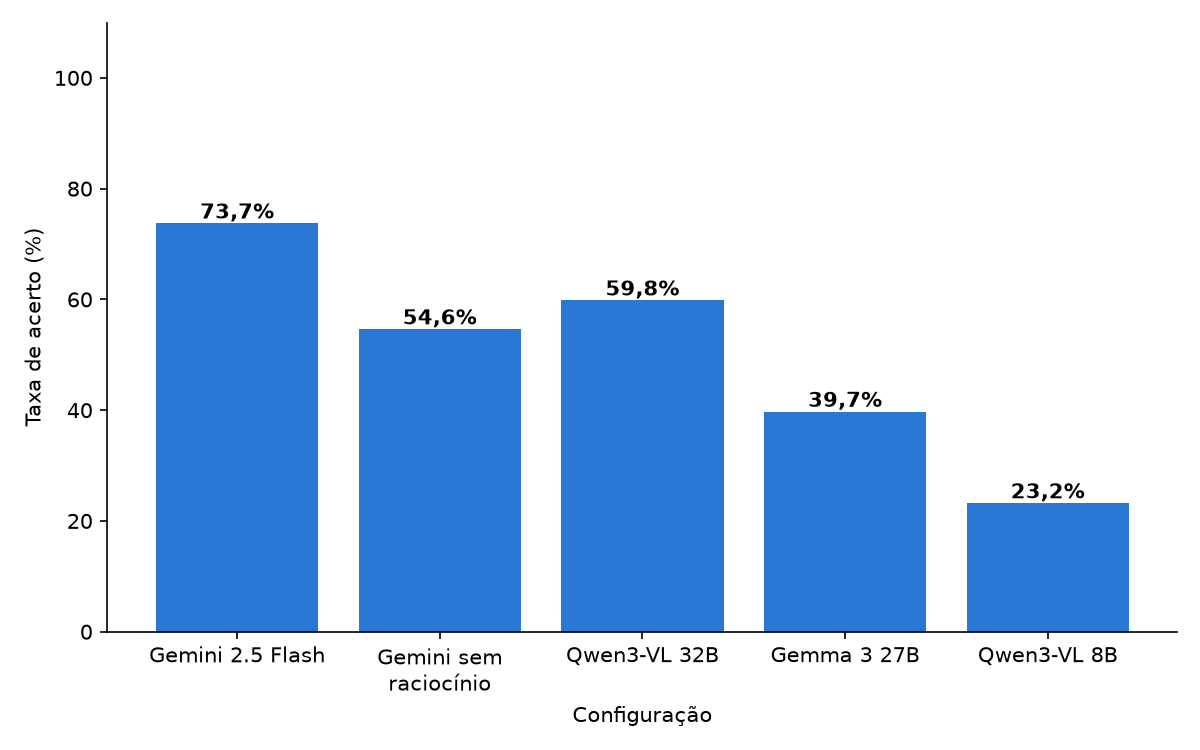 Taxa de acerto (%)
100
80
60
40
20
0
73,7%
54,6%
59,8%
39,7%
23,2%
Gemini 2.5 Flash
Gemini sem
raciocínio
Qwen3-VL 32B
Gemma 3 27B
Qwen3-VL 8B
Configuração